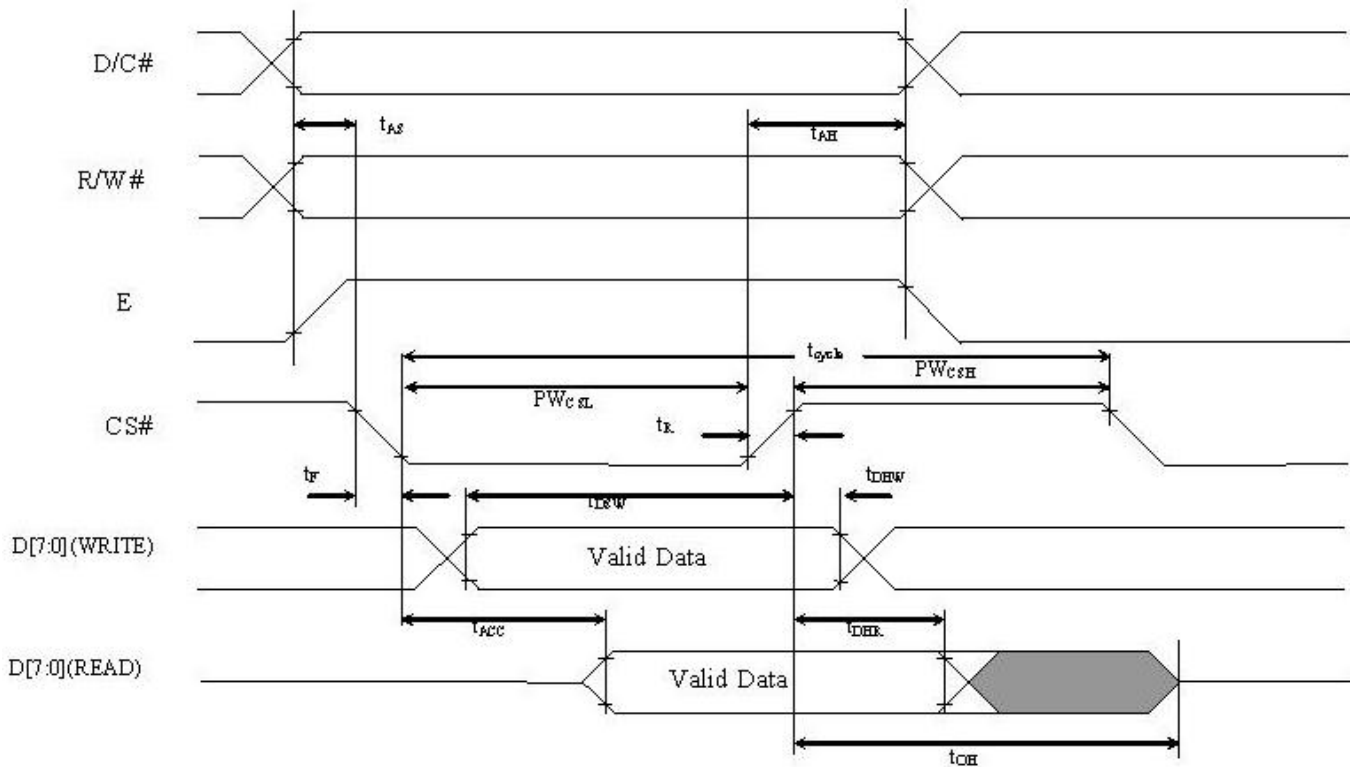 D/C#
tAS
tAH
R/W#
E
tcycle
PWCSL
PWCSH
CS#
tR
tF
tDSW
tDHW
D[7:0](WRITE)
Valid Data
tACC
tDHR
D[7:0](READ)
Valid Data
tOH